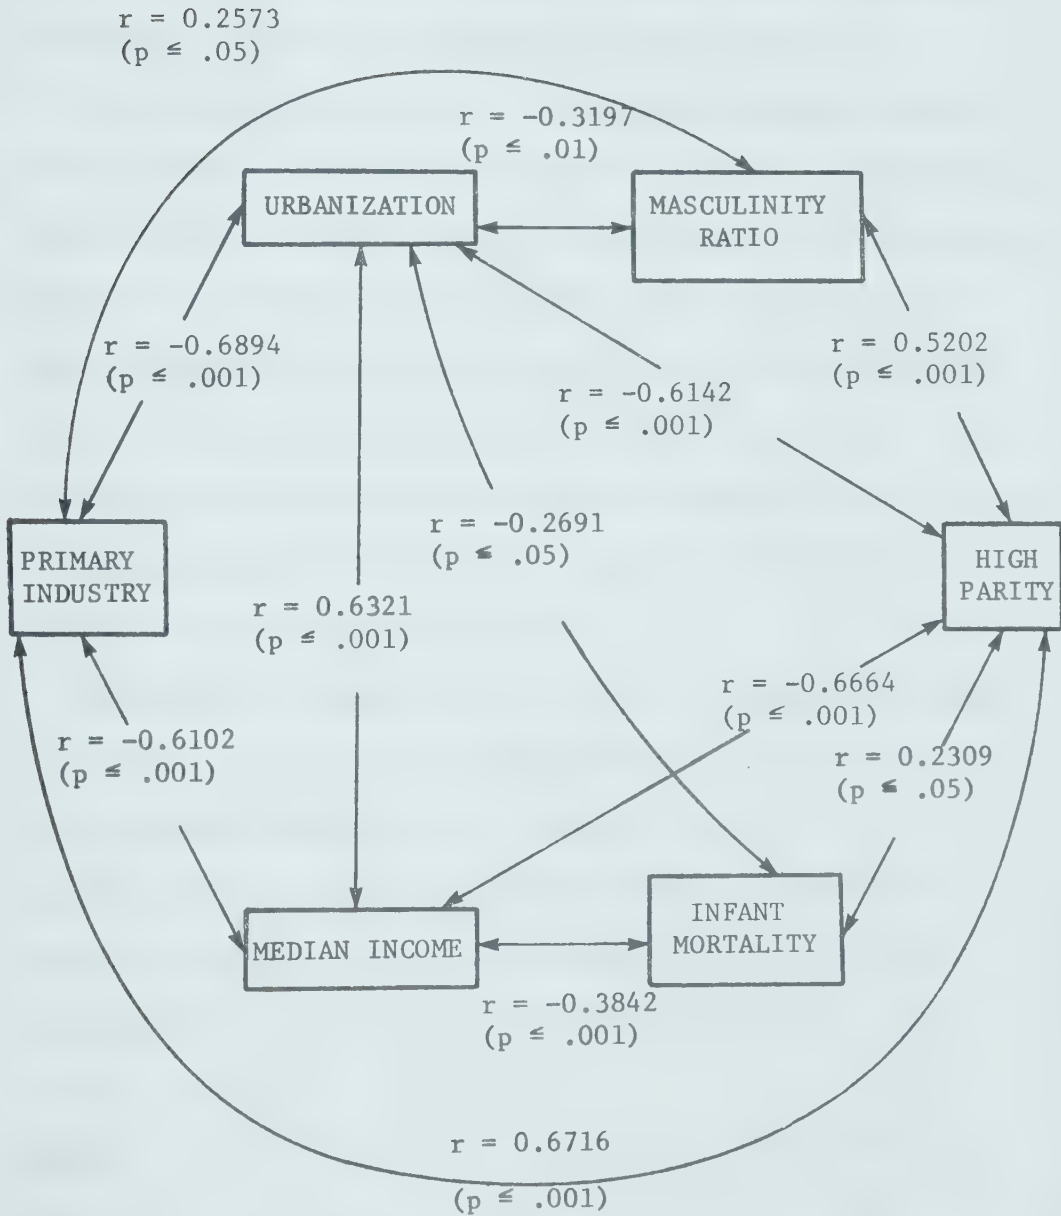 r = 0.2573
(p ≤ .05)
r = -0.3197
(p ≤ .01)
URBANIZATION
MASCULINITY
RATIO
r = -0.6894
(p ≤ .001)
r = 0.5202
(p ≤ .001)
r = -0.6142
(p ≤ .001)
r = -0.2691
(p ≤ .05)
PRIMARY
INDUSTRY
HIGH
PARITY
r = 0.6321
(p ≤ .001)
r = -0.6664
(p ≤ .001)
r = -0.6102
(p ≤ .001)
r = 0.2309
(p ≤ .05)
MEDIAN INCOME
INFANT
MORTALITY
r = -0.3842
(p ≤ .001)
r = 0.6716
(p ≤ .001)